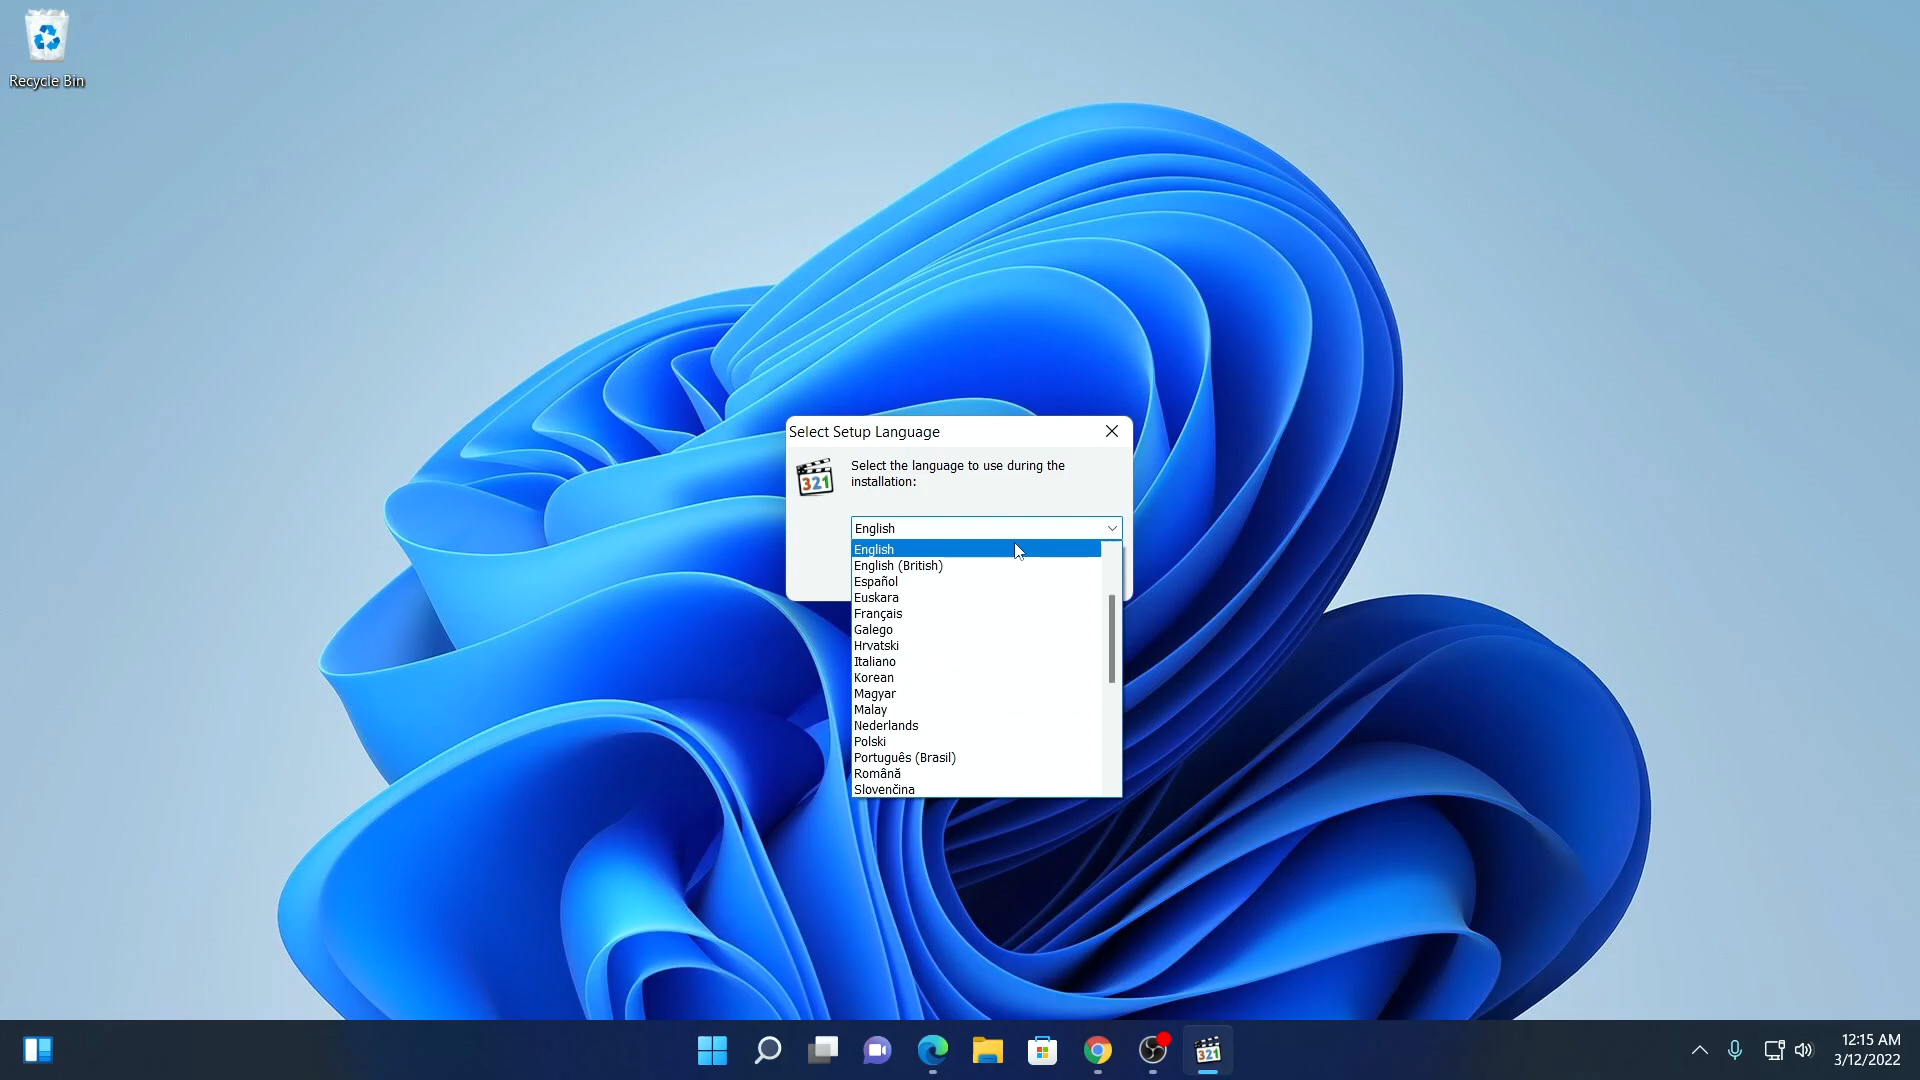 Recycle Bin
Select Setup Language
321
Select the language to use during the
installation:
English
English
English (British)
Español
Euskara
Français
Galego
Hrvatski
Italiano
Korean
Magyar
Malay
Nederlands
Polski
Português (Brasil)
Română
Slovenčina
321
12:15 AM
3/12/2022